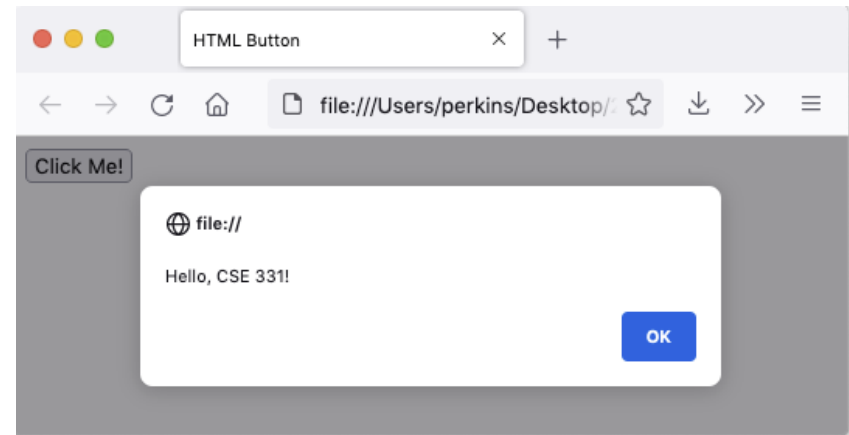 HTML Button
file:///Users/perkins/Desktop/
Click Me!
file://
Hello, CSE 331!
OK